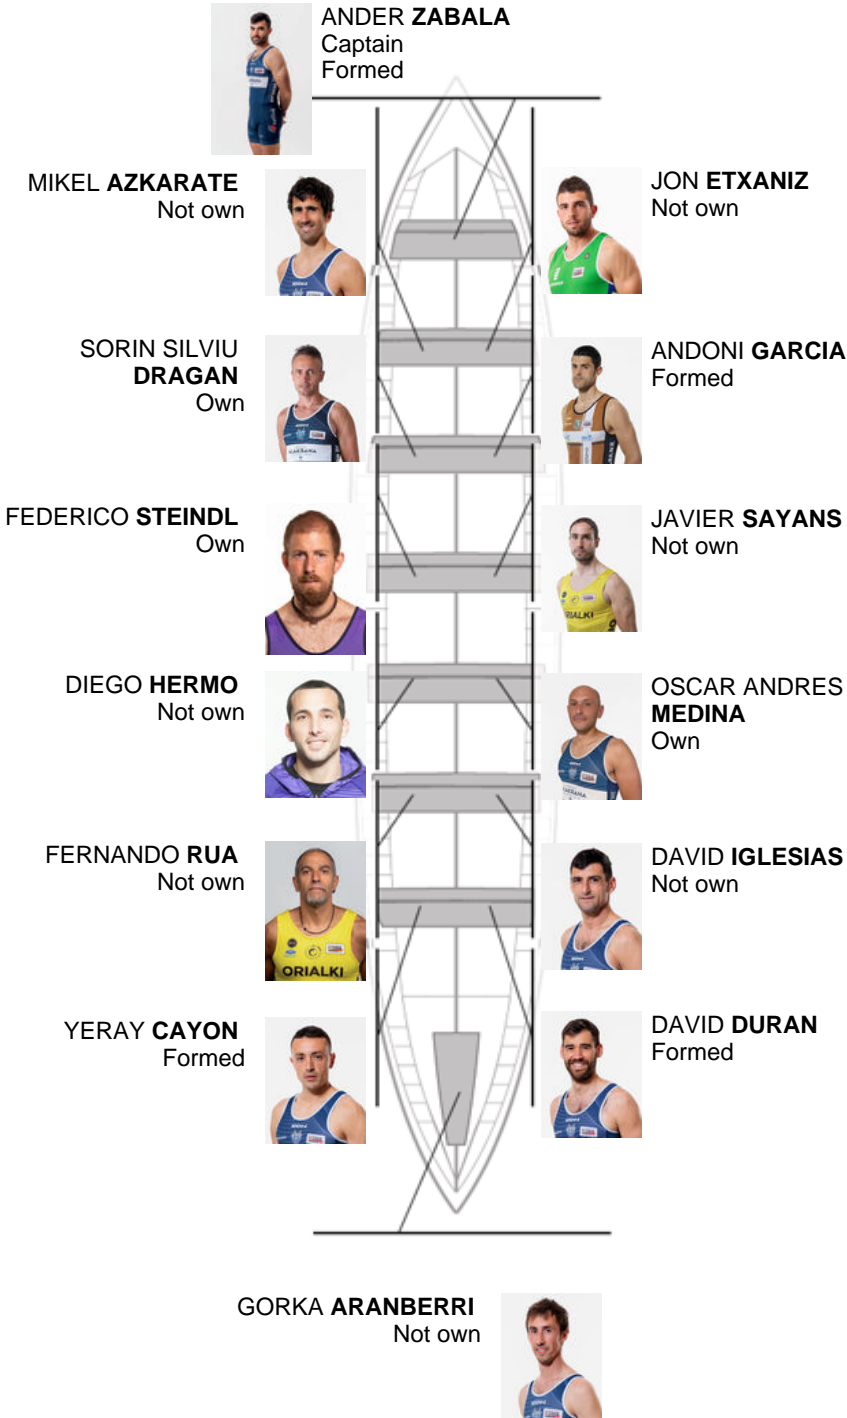 ANDER ZABALA
Captain
Formed
MIKEL AZKARATE
Not own
JON ETXANIZ
Not own
SORIN SILVIU
DRAGAN
Own
ANDONI GARCIA
Formed
FEDERICO STEINDL
Own
JAVIER SAYANS
Not own
ORIALKI
DIEGO HERMO
Not own
OSCAR ANDRES
MEDINA
Own
FERNANDO RUA
Not own
ORIALKI
DAVID IGLESIAS
Not own
YERAY CAYON
Formed
DAVID DURAN
Formed
GORKA ARANBERRI
Not own